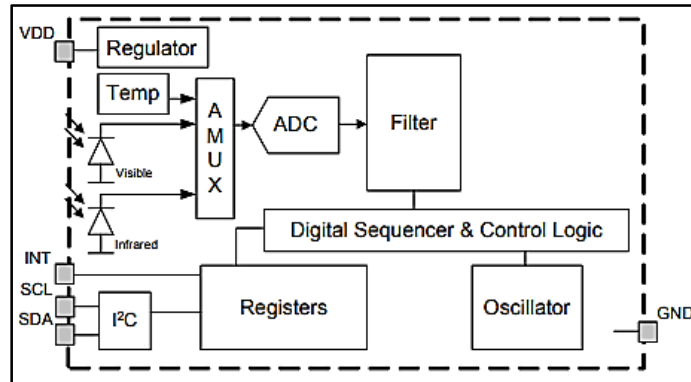 VDD
Regulator
Temp
A
M
U
X
ADC
Filter
Visible
Infrared
Digital Sequencer & Control Logic
INT
SCL
SDA
I²C
Registers
Oscillator
GND